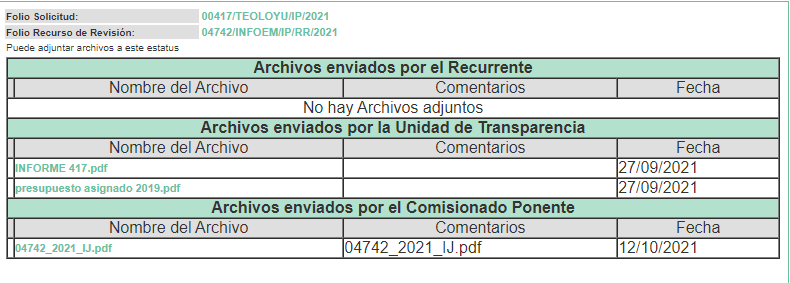 Folio Solicitud: 00417/TEOLOYU/IP/2021
Folio Recurso de Revisión: 04742/INFOEM/IP/RR/2021
Puede adjuntar archivos a este estatus
Archivos enviados por el Recurrente
Nombre del Archivo Comentarios Fecha
No hay Archivos adjuntos
Archivos enviados por la Unidad de Transparencia
Nombre del Archivo Comentarios Fecha
INFORME 417.pdf 27/09/2021
presupuesto asignado 2019.pdf 27/09/2021
Archivos enviados por el Comisionado Ponente
Nombre del Archivo Comentarios Fecha
04742_2021_IJ.pdf 04742_2021_IJ.pdf 12/10/2021